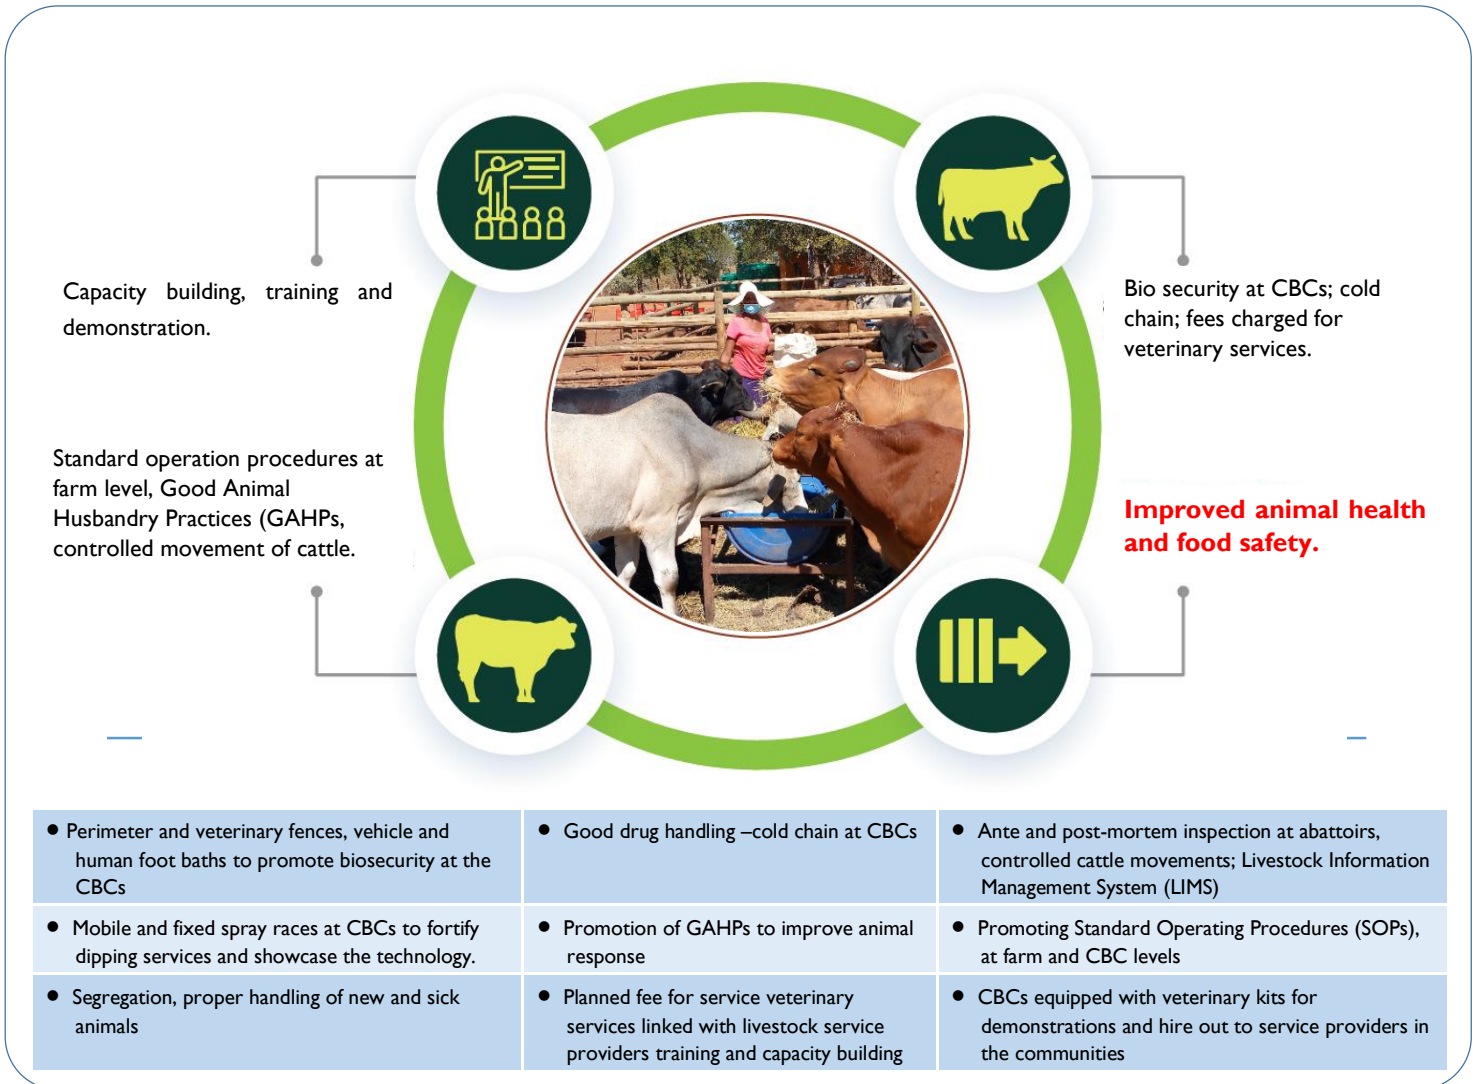 Capacity building, training and
demonstration.
Bio security at CBCs; cold
chain; fees charged for
veterinary services.
Standard operation procedures at
farm level, Good Animal
Husbandry Practices (GAHPs,
controlled movement of cattle.
Improved animal health
and food safety.
• Perimeter and veterinary fences, vehicle and
human foot baths to promote biosecurity at the
CBCs
• Good drug handling –cold chain at CBCs
• Ante and post-mortem inspection at abattoirs,
controlled cattle movements; Livestock Information
Management System (LIMS)
• Mobile and fixed spray races at CBCs to fortify
dipping services and showcase the technology.
• Promotion of GAHPs to improve animal
response
• Promoting Standard Operating Procedures (SOPs),
at farm and CBC levels
• Segregation, proper handling of new and sick
animals
• Planned fee for service veterinary
services linked with livestock service
providers training and capacity building
• CBCs equipped with veterinary kits for
demonstrations and hire out to service providers in
the communities